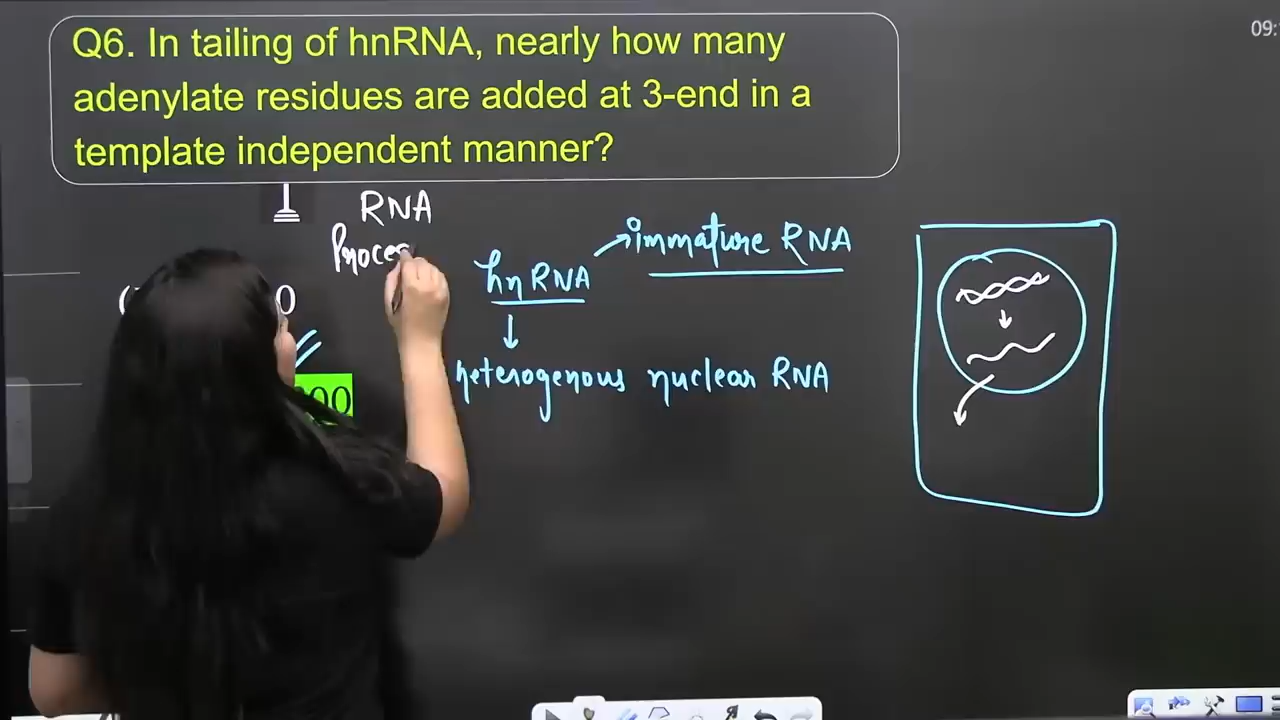 Q6. In tailing of hnRNA, nearly how many
adenylate residues are added at 3-end in a
template independent manner?
RNA
Proces
hnRNA
immature RNA
heterogenous nuclear RNA
09: